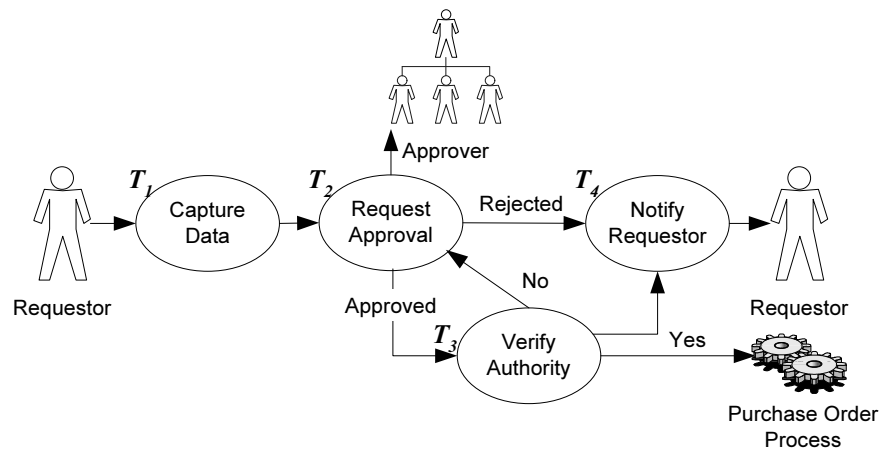 Approver
T1
Capture
Data
T2
Request
Approval
Rejected
T4
Notify
Requestor
Requestor
Requestor
No
Approved
T3
Verify
Authority
Yes
Purchase Order
Process